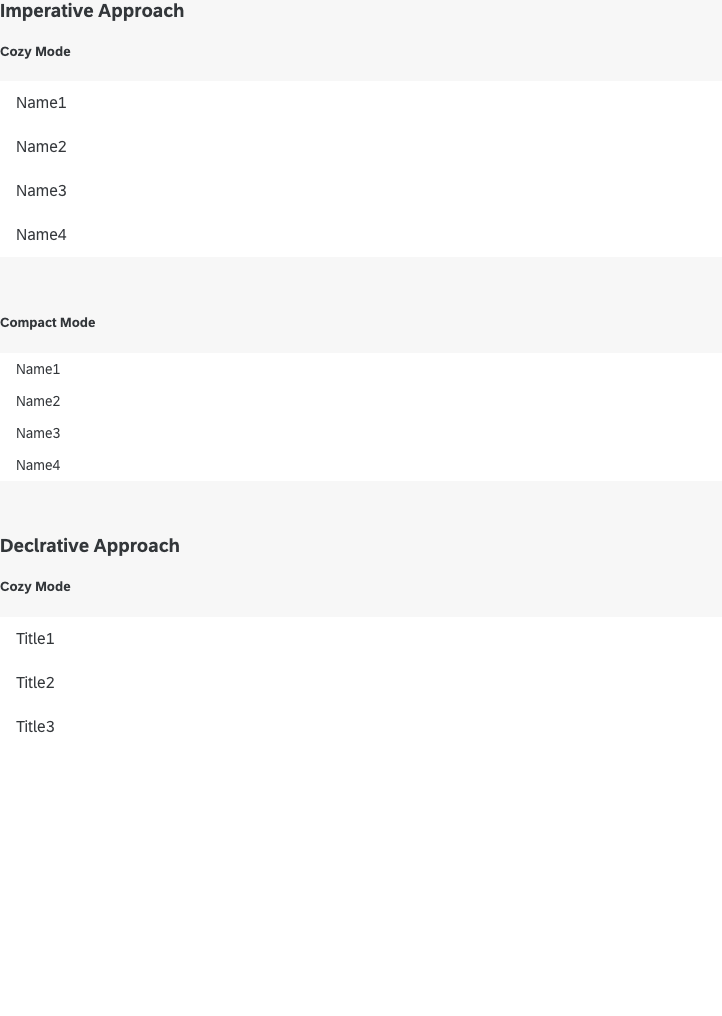 Imperative Approach
Cozy Mode
Name1
Name2
Name3
Name4
Compact Mode
Name1
Name2
Name3
Name4
Declrative Approach
Cozy Mode
Title1
Title2
Title3